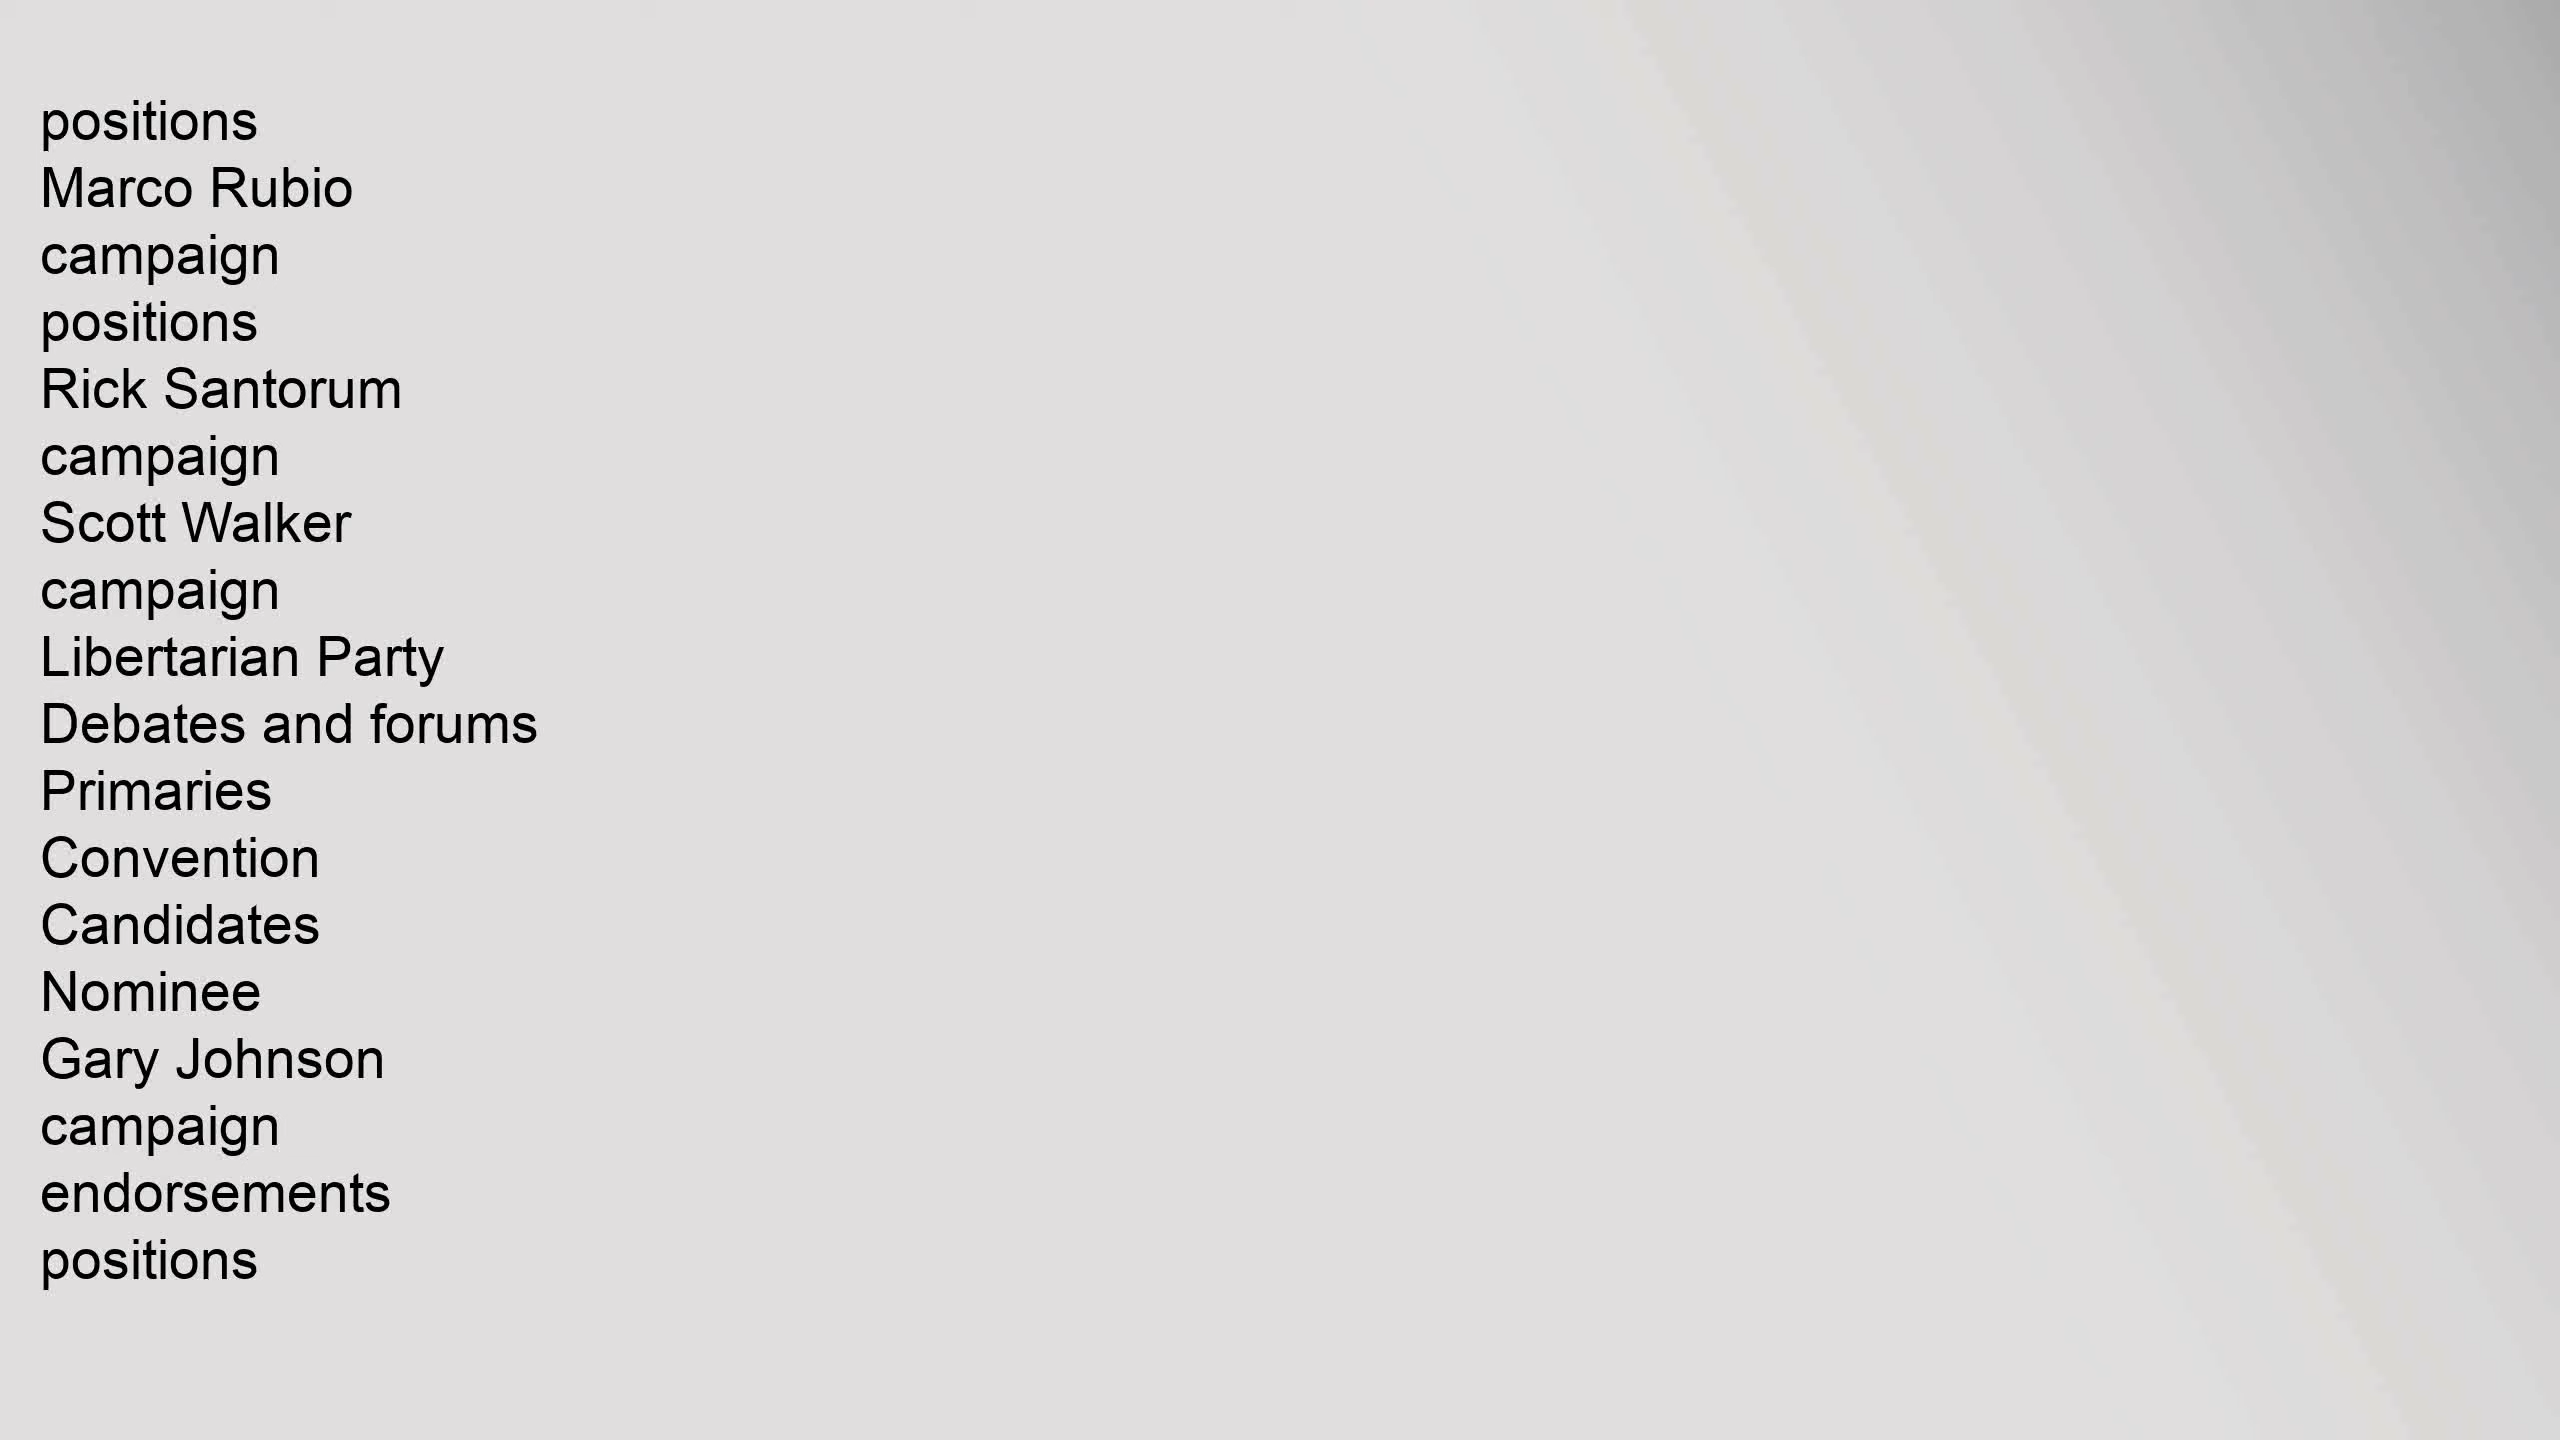 positions
Marco Rubio
campaign
positions
Rick Santorum
campaign
Scott Walker
campaign
Libertarian Party
Debates and forums
Primaries
Convention
Candidates
Nominee
Gary Johnson
campaign
endorsements
positions